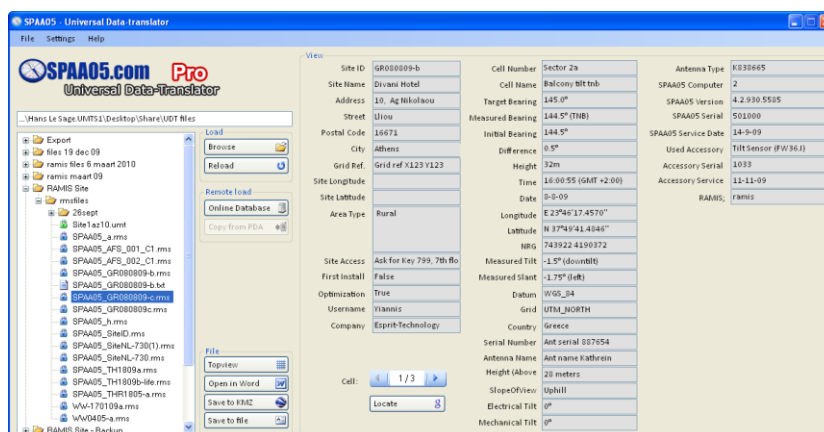 SPAA05 - Universal Data-translator
File Settings Help
SPAA05.com Pro
Universal Data-Translator
...\Hans Le Sage.UMTS1\Desktop\Share\UDT files
Export
files 19 dec 09
ramis files 6 maart 2010
ramis maart 09
RAMIS Site
rmsfiles
26sept
Site1az10.umt
SPAA05_a.rms
SPAA05_AFS_001_C1.rms
SPAA05_AFS_002_C1.rms
SPAA05_GR080809-b.rms
SPAA05_GR080809-b.txt
SPAA05_GR080809-c.rms
SPAA05_GR080809c.rms
SPAA05_h.rms
SPAA05_SiteID.rms
SPAA05_SiteNL-730(1).rms
SPAA05_SiteNL-730.rms
SPAA05_TH1809a.rms
SPAA05_TH1809b-life.rms
SPAA05_THR1805-a.rms
WW-170109a.rms
WW0405-a.rms
RAMIS Site - Backup
Load
Browse
Reload
Remote load
Online Database
Copy from PDA
File
Topview
Open in Word
Save to KMZ
Save to file
View
Site ID GR080809-b
Site Name Divani Hotel
Address 10, Ag Nikolaou
Street Lliou
Postal Code 16671
City Athens
Grid Ref. Grid ref X123 Y123
Site Longitude
Site Latitude
Area Type Rural
Site Access Ask for Key 799, 7th flo
First Install False
Optimization True
Username Yiannis
Company Esprit-Technology
Cell: 1/3
Locate
Cell Number Sector 2a
Cell Name Balcony tilt tnb
Target Bearing 145.0°
Measured Bearing 144.5° (TNB)
Initial Bearing 144.5°
Difference 0.5°
Height 32m
Time 16:00:55 (GMT +2:00)
Date 8-8-09
Longitude E 23°46'17.4570"
Latitude N 37°49'41.4846"
NRG 743922 4190372
Measured Tilt -1.5° (downtilt)
Measured Slant -1.75° (left)
Datum WGS_84
Grid UTM_NORTH
Country Greece
Serial Number Ant serial 887654
Antenna Name Ant name Kathrein
Height (Above 28 meters
SlopeOfView Uphill
Electrical Tilt 0°
Mechanical Tilt 0°
Antenna Type K838665
SPAA05 Computer 2
SPAA05 Version 4.2.930.5585
SPAA05 Serial 501000
SPAA05 Service Date 14-9-09
Used Accessory Tilt Sensor (FW36J)
Accessory Serial 1033
Accessory Service 11-11-09
RAMIS; ramis